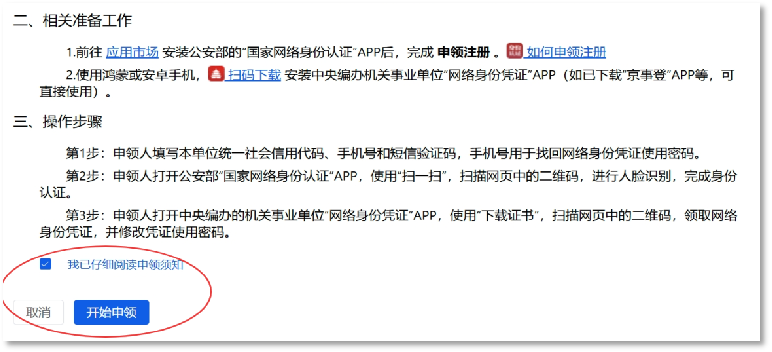 二、相关准备工作
1.前往 应用市场 安装公安部的“国家网络身份认证”APP后，完成 申领注册 。 如何申领注册
2.使用鸿蒙或安卓手机， 扫码下载 安装中央编办机关事业单位“网络身份凭证”APP（如已下载”京事登”APP等，可
直接使用）。
三、操作步骤
第1步：申领人填写本单位统一社会信用代码、手机号和短信验证码，手机号用于找回网络身份凭证使用密码。
第2步：申领人打开公安部“国家网络身份认证”APP，使用“扫一扫”，扫描网页中的二维码，进行人脸识别，完成身份
认证。
第3步：申领人打开中央编办的机关事业单位“网络身份凭证”APP，使用“下载证书”，扫描网页中的二维码，领取网络
身份凭证，并修改凭证使用密码。
我已仔细阅读申领须知
取消 开始申领